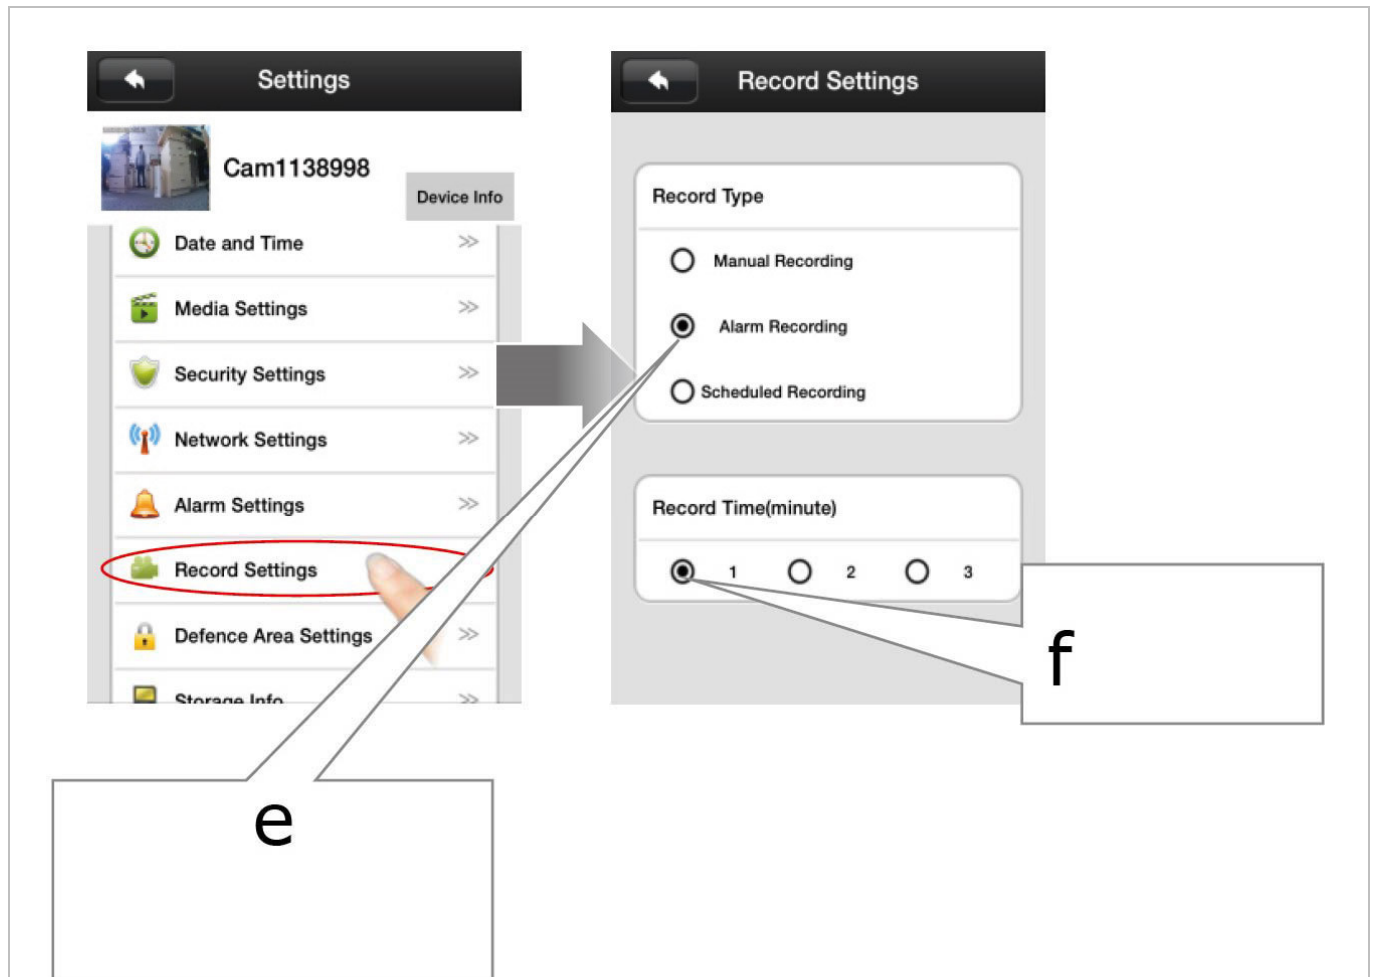 Settings
Cam1138998
Device Info
Date and Time
Media Settings
Security Settings
Network Settings
Alarm Settings
Record Settings
Defence Area Settings
Storage Info
Record Settings
Record Type
Manual Recording
Alarm Recording
Scheduled Recording
Record Time(minute)
1 2 3
f
e